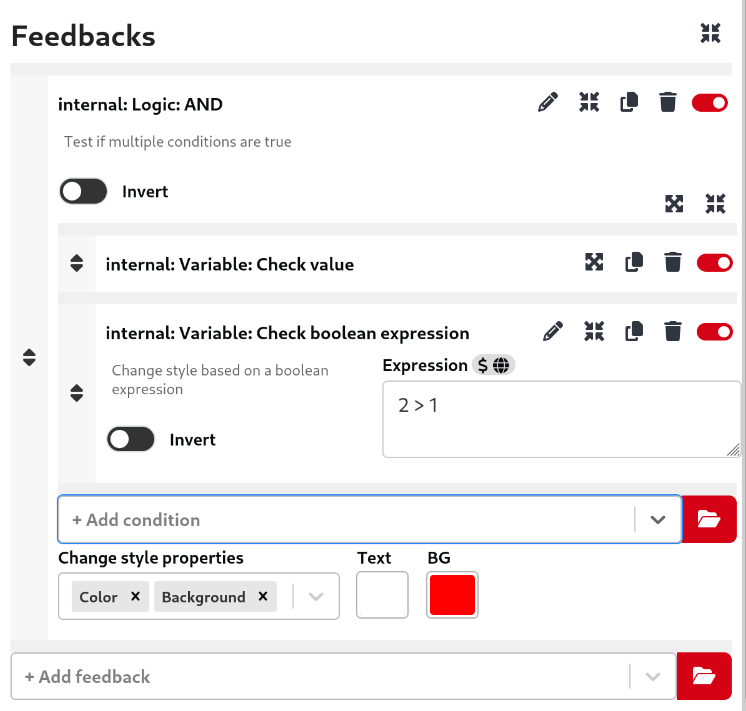 Feedbacks
internal: Logic: AND
Test if multiple conditions are true
Invert
internal: Variable: Check value
internal: Variable: Check boolean expression
Change style based on a boolean
expression
Expression $
2 > 1
Invert
+ Add condition
Change style properties Text BG
Color × Background ×
+ Add feedback